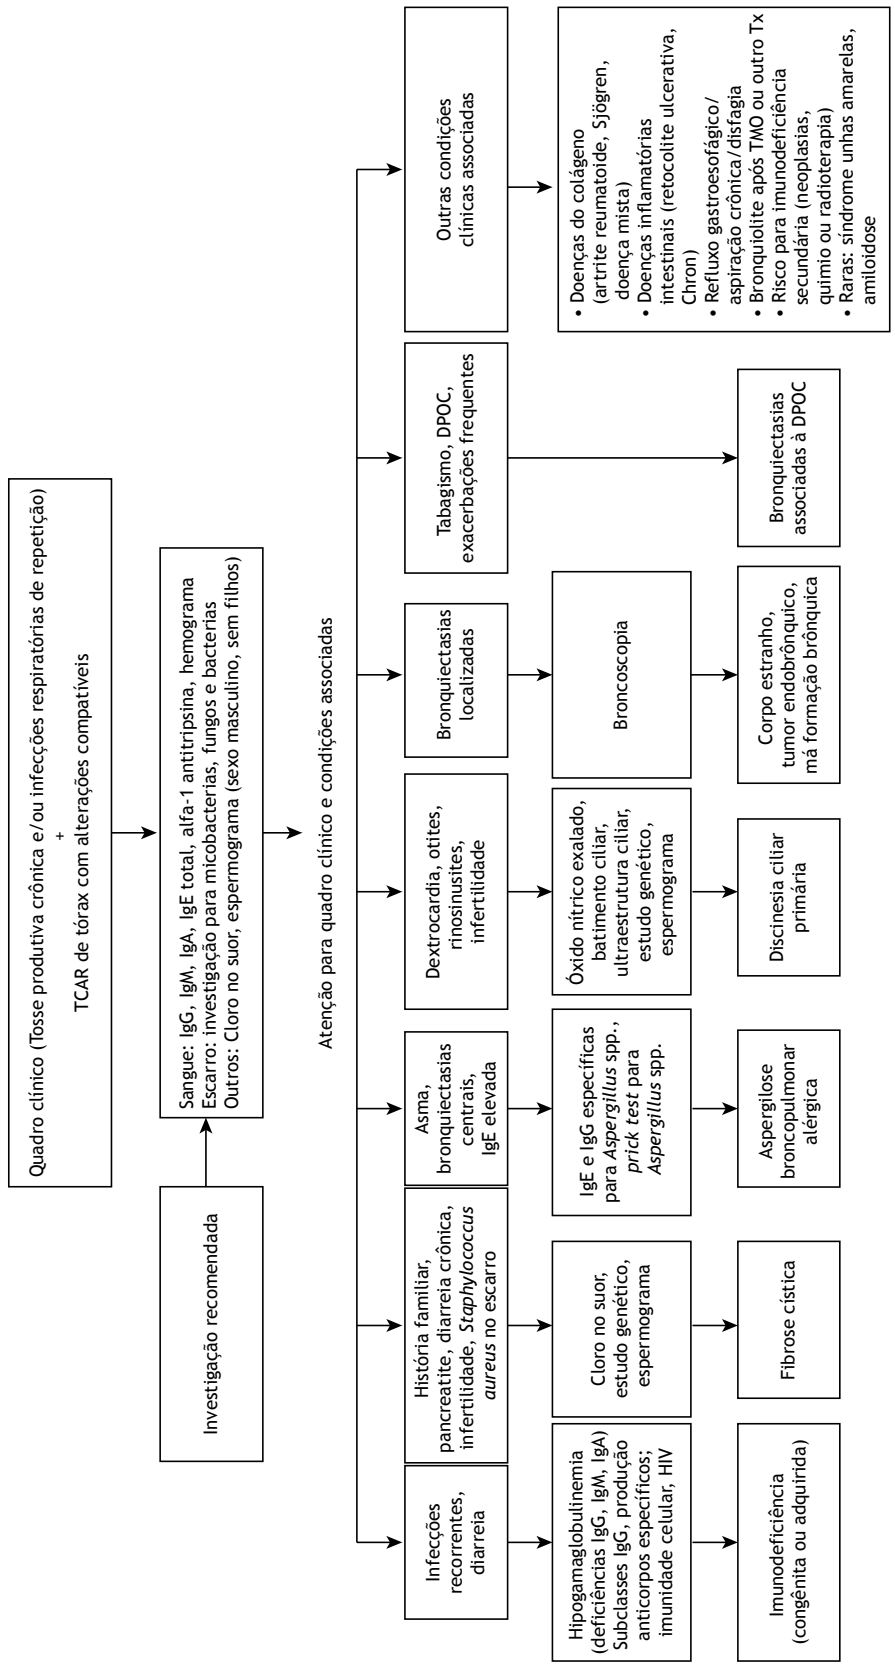 Quadro clínico (Tosse produtiva crônica e/ou infecções respiratórias de repetição)
+
TCAR de tórax com alterações compatíveis
Investigação recomendada
Sangue: IgG, IgM, IgA, IgE total, alfa-1 antitripsina, hemograma
Escarro: investigação para micobacterias, fungos e bacterias
Outros: Cloro no suor, espermograma (sexo masculino, sem filhos)
Atenção para quadro clínico e condições associadas
Infecções
recorrentes,
diarreia
Hipogamaglobulinemia
(deficiências IgG, IgM, IgA)
Subclasses IgG, produção
anticorpos específicos;
imunidade celular, HIV
Imunodeficiência
(congênita ou adquirida)
História familiar,
pancreatite, diarreia crônica,
infertilidade, Staphylococcus
aureus no escarro
Cloro no suor,
estudo genético,
espermograma
Fibrose cística
Asma,
bronquiectasias
centrais,
IgE elevada
IgE e IgG específicas
para Aspergillus spp.,
prick test para
Aspergillus spp.
Aspergilose
broncopulmonar
alérgica
Dextrocardia, otites,
rinosinusites,
infertilidade
Óxido nítrico exalado,
batimento ciliar,
ultraestrutura ciliar,
estudo genético,
espermograma
Discinesia ciliar
primária
Bronquiectasias
localizadas
Broncoscopia
Corpo estranho,
tumor endobrônquico,
má formação brônquica
Tabagismo, DPOC,
exacerbações frequentes
Bronquiectasias
associadas à DPOC
Outras condições
clínicas associadas
• Doenças do colágeno
(artrite reumatoide, Sjögren,
doença mista)
• Doenças inflamatórias
intestinais (retocolite ulcerativa,
Chron)
• Refluxo gastroesofágico/
aspiração crônica/disfagia
• Bronquiolite após TMO ou outro Tx
• Risco para imunodeficiência
secundária (neoplasias,
quimio ou radioterapia)
• Raras: síndrome unhas amarelas,
amiloidose